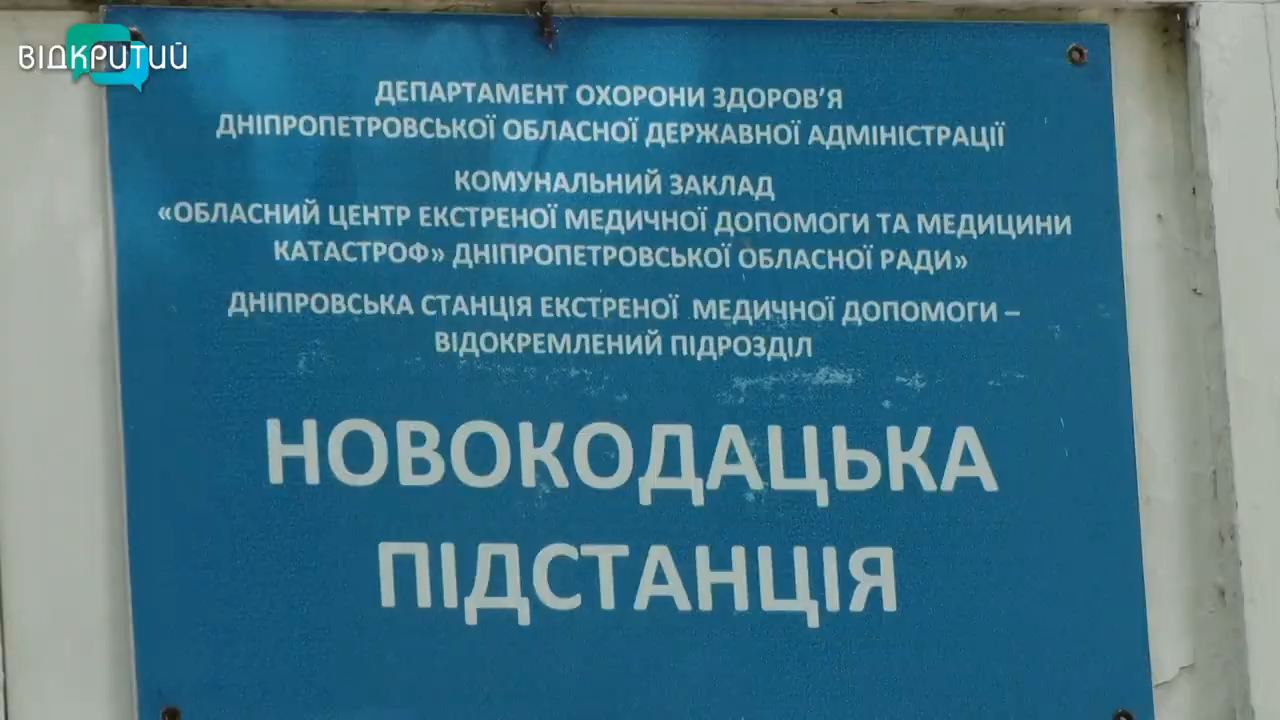 ВІДКРИТИЙ
ДЕПАРТАМЕНТ ОХОРОНИ ЗДОРОВ’Я
ДНІПРОПЕТРОВСЬКОЇ ОБЛАСНОЇ ДЕРЖАВНОЇ АДМІНІСТРАЦІЇ
КОМУНАЛЬНИЙ ЗАКЛАД
«ОБЛАСНИЙ ЦЕНТР ЕКСТРЕНОЇ МЕДИЧНОЇ ДОПОМОГИ ТА МЕДИЦИНИ
КАТАСТРОФ» ДНІПРОПЕТРОВСЬКОЇ ОБЛАСНОЇ РАДИ»
ДНІПРОВСЬКА СТАНЦІЯ ЕКСТРЕНОЇ МЕДИЧНОЇ ДОПОМОГИ –
ВІДОКРЕМЛЕНИЙ ПІДРОЗДІЛ
НОВОКОДАЦЬКА
ПІДСТАНЦІЯ